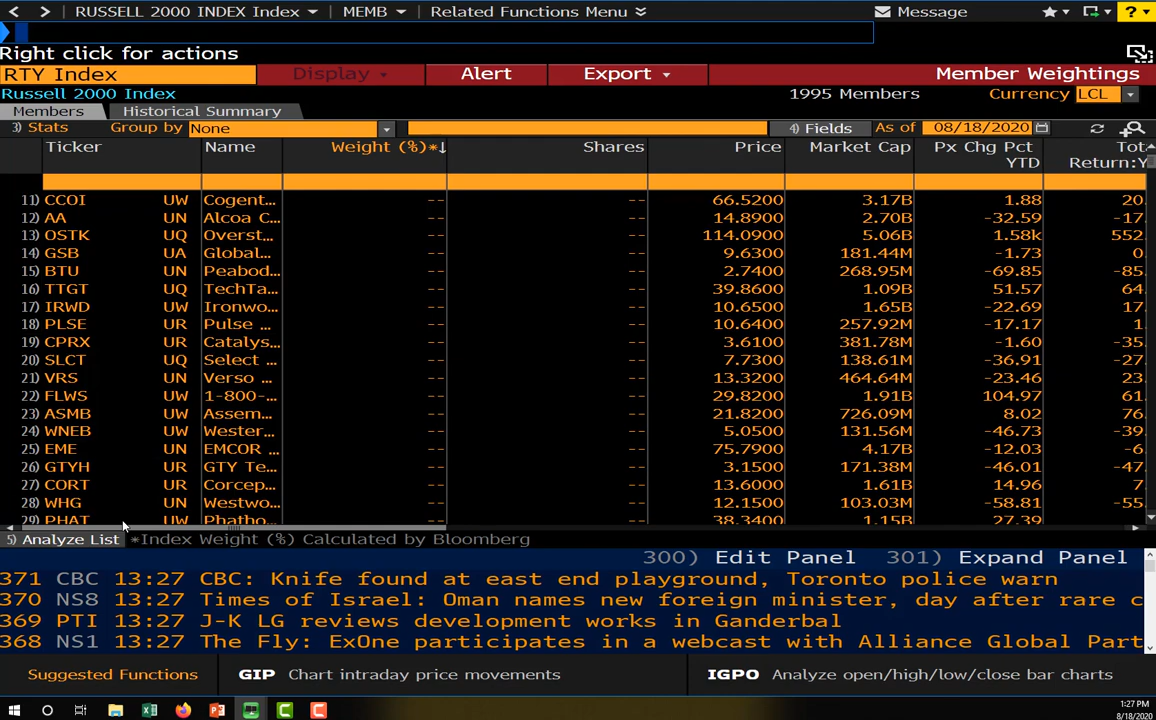 RUSSELL 2000 INDEX Index MEMB Related Functions Menu Message ?
Right click for actions
RTY Index Display Alert Export Member Weightings
Russell 2000 Index 1995 Members Currency LCL
Members Historical Summary
3) Stats Group by None 4) Fields As of 08/18/2020
Ticker Name Weight (%)*↓ Shares Price Market Cap Px Chg Pct Tot
YTD Return:Y
11) CCOI UW Cogent... -- -- 66.5200 3.17B 1.88 20.
12) AA UN Alcoa C... -- -- 14.8900 2.70B -32.59 -17.
13) OSTK UQ Overst... -- -- 114.0900 5.06B 1.58k 552.
14) GSB UA Global... -- -- 9.6300 181.44M -1.73 0.
15) BTU UN Peabod... -- -- 2.7400 268.95M -69.85 -85.
16) TTGT UQ TechTa... -- -- 39.8600 1.09B 51.57 64.
17) IRWD UW Ironwo... -- -- 10.6500 1.65B -22.69 17.
18) PLSE UR Pulse ... -- -- 10.6400 257.92M -17.17 1.
19) CPRX UR Catalys... -- -- 3.6100 381.78M -1.60 -35.
20) SLCT UQ Select ... -- -- 7.7300 138.61M -36.91 -27.
21) VRS UN Verso ... -- -- 13.3200 464.64M -23.46 23.
22) FLWS UW 1-800-... -- -- 29.8200 1.91B 104.97 61.
23) ASMB UW Assem... -- -- 21.8200 726.09M 8.02 76.
24) WNEB UW Wester... -- -- 5.0500 131.56M -46.73 -39.
25) EME UN EMCOR ... -- -- 75.7900 4.17B -12.03 -6.
26) GTYH UR GTY Te... -- -- 3.1500 171.38M -46.01 -47.
27) CORT UR Corcep... -- -- 13.6000 1.61B 14.96 7.
28) WHG UN Westwo... -- -- 12.1500 103.03M -58.81 -55.
29) PHAT UW Phatho... -- -- 38.3400 1.15B 27.39
5) Analyze List *Index Weight (%) Calculated by Bloomberg
300) Edit Panel 301) Expand Panel
371 CBC 13:27 CBC: Knife found at east end playground, Toronto police warn
370 NS8 13:27 Times of Israel: Oman names new foreign minister, day after rare c
369 PTI 13:27 J-K LG reviews development works in Ganderbal
368 NS1 13:27 The Fly: ExOne participates in a webcast with Alliance Global Part
Suggested Functions GIP Chart intraday price movements IGPO Analyze open/high/low/close bar charts
1:27 PM
8/18/2020